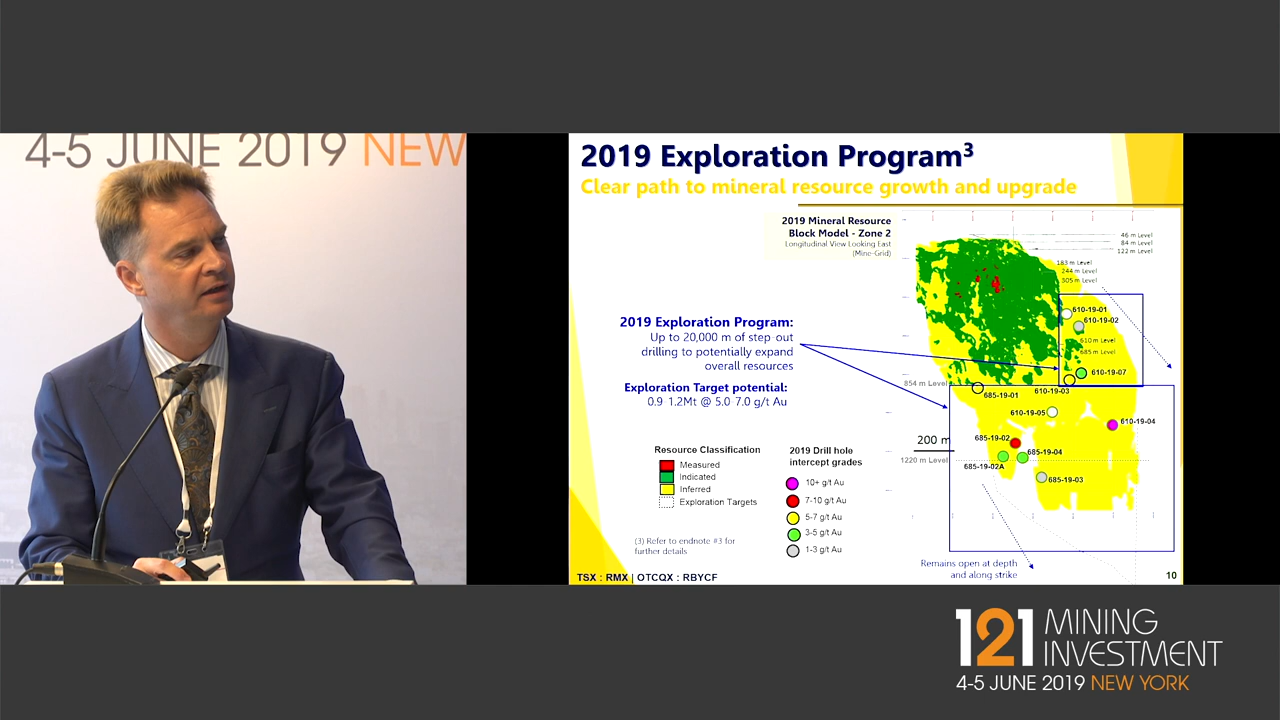 4-5 JUNE 2019 NEW
2019 Exploration Program3
Clear path to mineral resource growth and upgrade
2019 Mineral Resource
Block Model - Zone 2
Longitudinal View Looking East
(Mine-Grid)
46 m Level
84 m Level
122 m Level
183 m Level
244 m Level
305 m Level
610-19-01
610-19-02
610 m Level
685 m Level
610-19-07
854 m Level
610-19-03
685-19-01
610-19-05
610-19-04
685-19-02
685-19-04
1220 m Level
685-19-02A
685-19-03
200 m
2019 Exploration Program:
Up to 20,000 m of step-out
drilling to potentially expand
overall resources
Exploration Target potential:
0.9 1.2Mt @ 5.0 7.0 g/t Au
Resource Classification
Measured
Indicated
Inferred
Exploration Targets
2019 Drill hole
intercept grades
10+ g/t Au
7-10 g/t Au
5-7 g/t Au
3-5 g/t Au
1-3 g/t Au
(3) Refer to endnote #3 for
further details
Remains open at depth
and along strike
TSX : RMX | OTCQX : RBYCF
10
121 MINING
INVESTMENT
4-5 JUNE 2019 NEW YORK